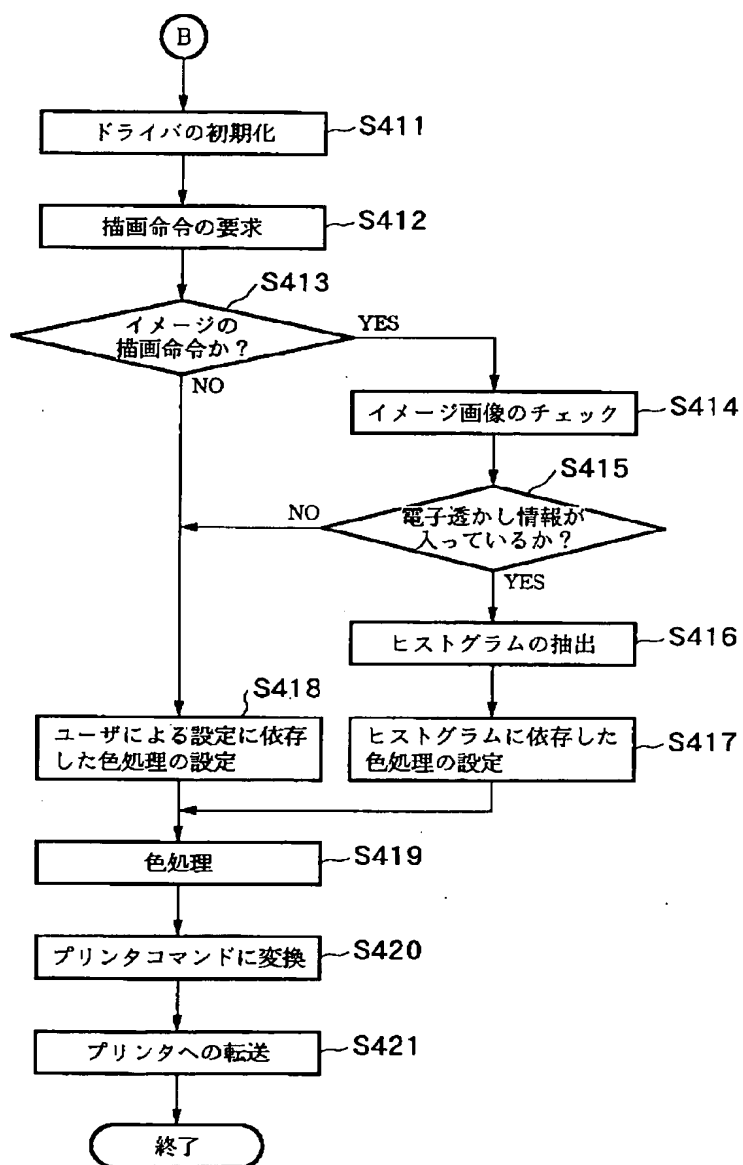 B
ドライバの初期化
S411
描画命令の要求
S412
S413
イメージの
描画命令か?
YES
NO
イメージ画像のチェック
S414
S415
電子透かし情報が
入っているか?
NO
YES
ヒストグラムの抽出
S416
S418
ユーザによる設定に依存
した色処理の設定
ヒストグラムに依存した
色処理の設定
S417
色処理
S419
プリンタコマンドに変換
S420
プリンタへの転送
S421
終了